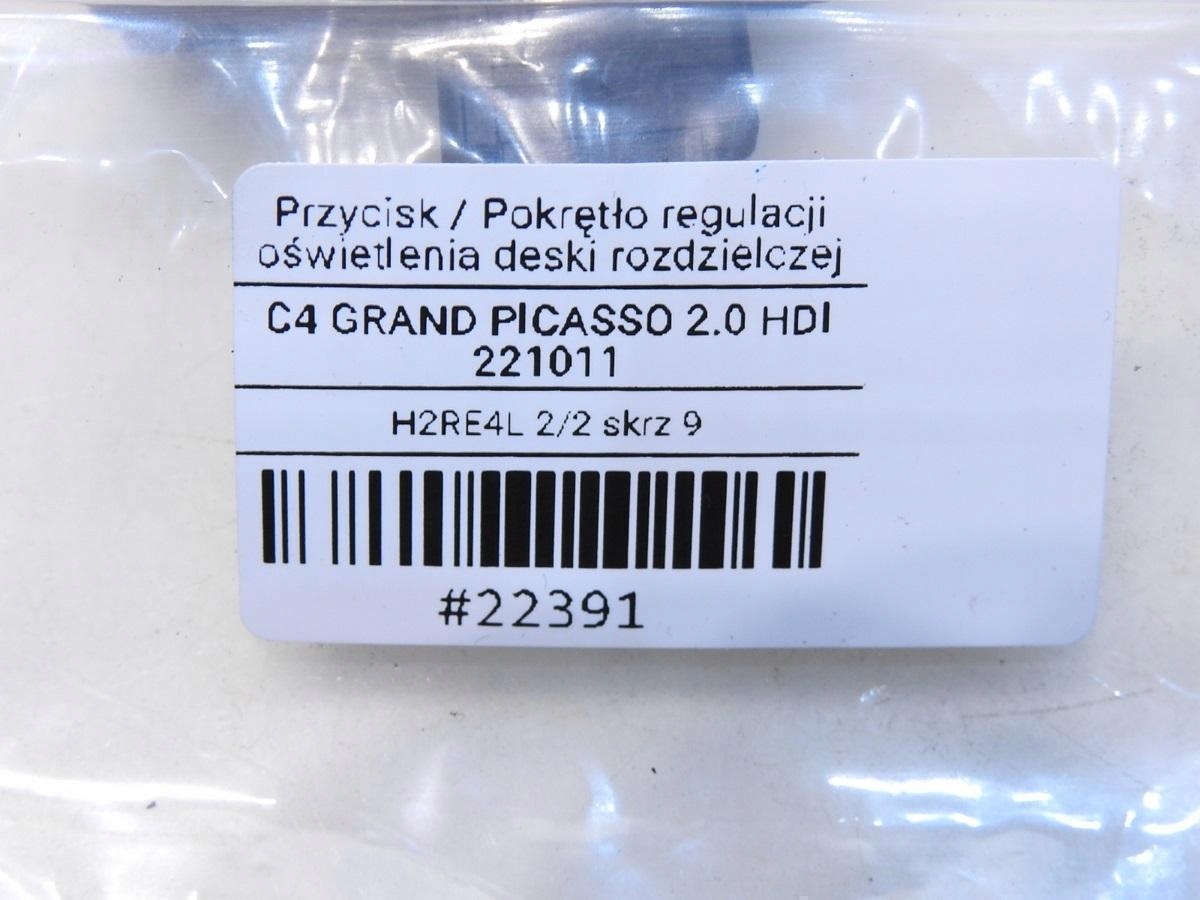 Przycisk / Pokrętło regulacji
oświetlenia deski rozdzielczej
C4 GRAND PICASSO 2.0 HDI
221011
H2RE4L 2/2 skrz 9
#22391